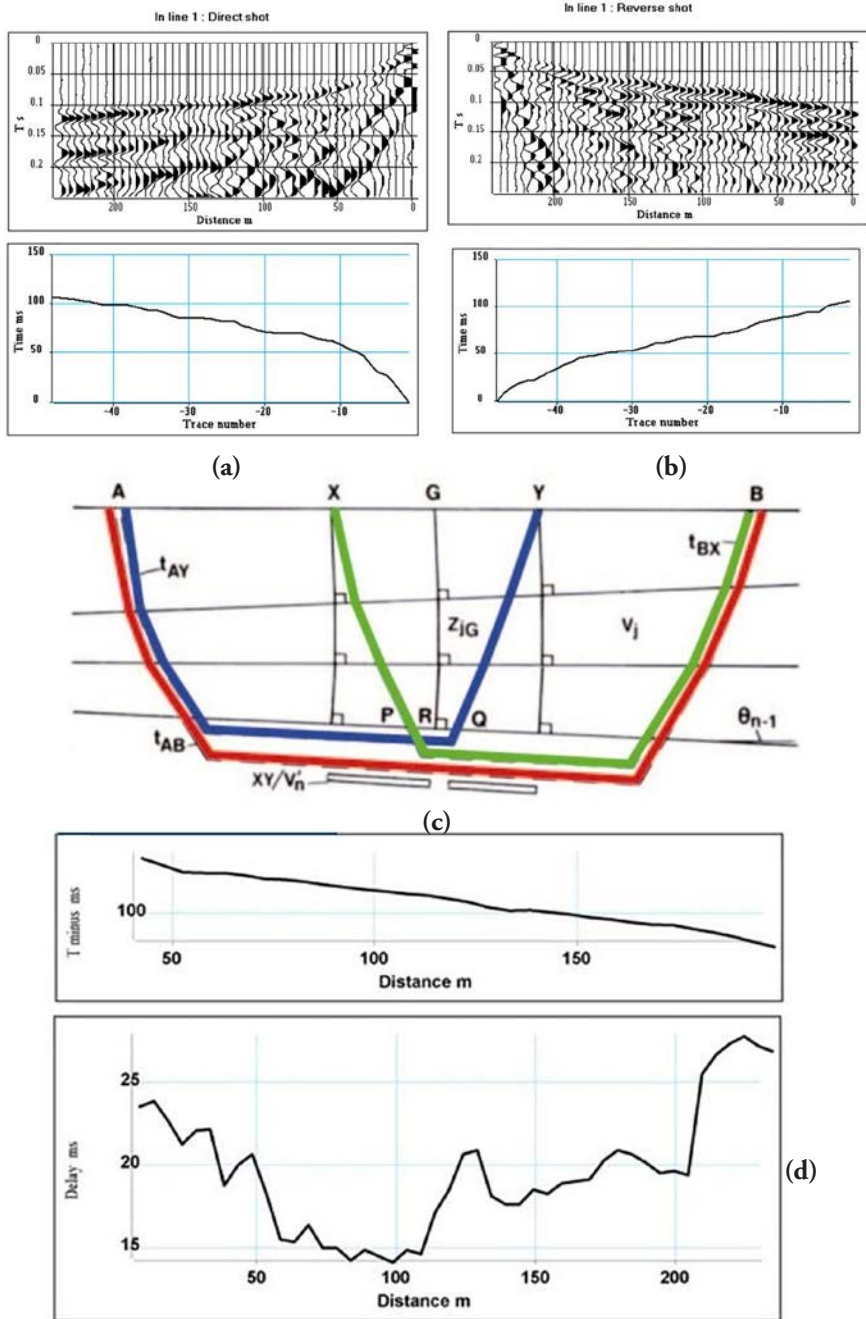 In line 1 : Direct shot
In line 1 : Reverse shot
0
0.05
0.1
0.15
0.2
T s
200
150
100
50
0
Distance m
0
0.05
0.1
0.15
0.2
T s
200
150
100
50
0
Distance m
150
100
50
0
Time ms
-40
-30
-20
-10
Trace number
150
100
50
0
Time ms
-40
-30
-20
-10
Trace number
(a)
(b)
A X G Y B
tAY
tBX
ZjG
Vj
P R Q
θn-1
tAB
XY/V'n
(c)
T minus ms
100
50 100 150
Distance m
Delay ms
25
20
15
50 100 150 200
Distance m
(d)